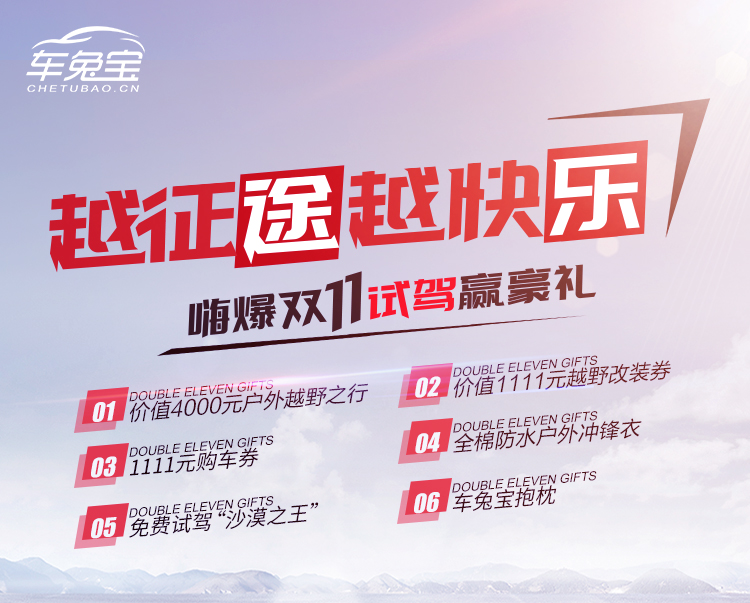 车兔宝
CHETUBAO.CN
越征途越快乐
嗨爆双11试驾赢豪礼
01
DOUBLE ELEVEN GIFTS
价值4000元户外越野之行
02
DOUBLE ELEVEN GIFTS
价值1111元越野改装券
03
DOUBLE ELEVEN GIFTS
1111元购车券
04
DOUBLE ELEVEN GIFTS
全棉防水户外冲锋衣
05
DOUBLE ELEVEN GIFTS
免费试驾“沙漠之王”
06
DOUBLE ELEVEN GIFTS
车兔宝抱枕